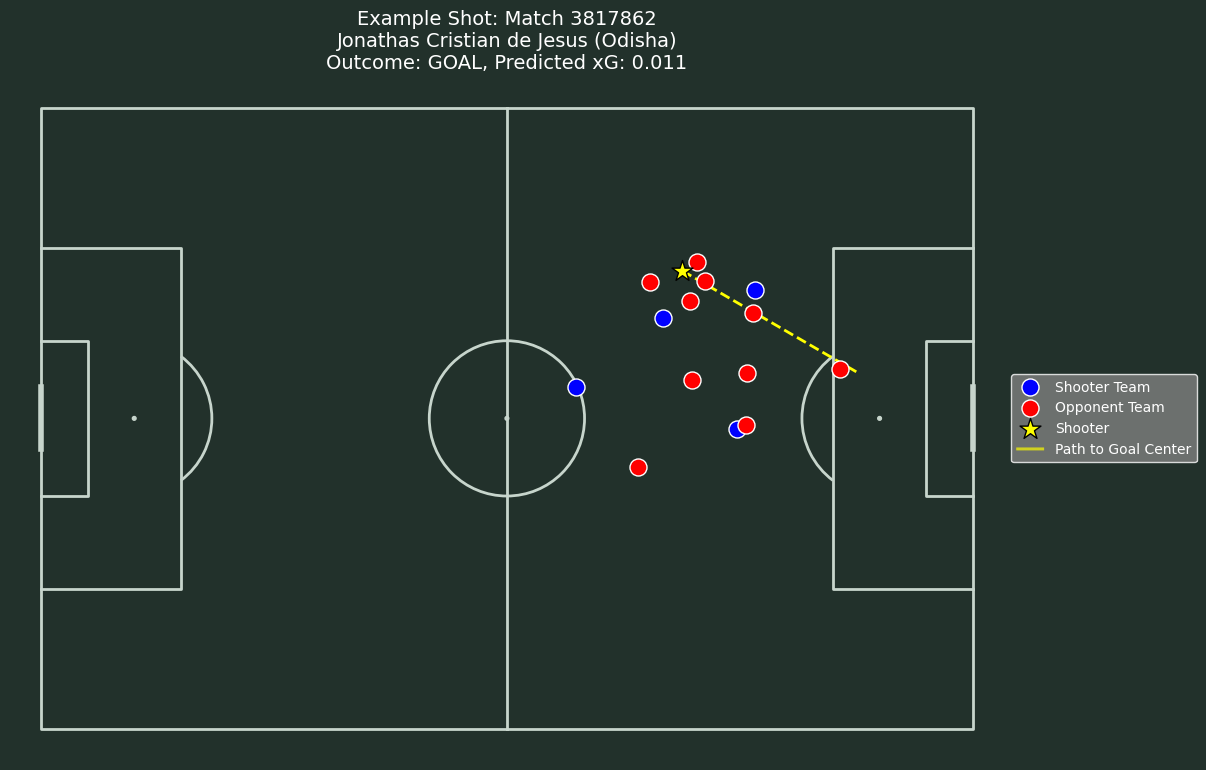 Example Shot: Match 3817862
Jonathas Cristian de Jesus (Odisha)
Outcome: GOAL, Predicted xG: 0.011
Shooter Team
Opponent Team
Shooter
Path to Goal Center